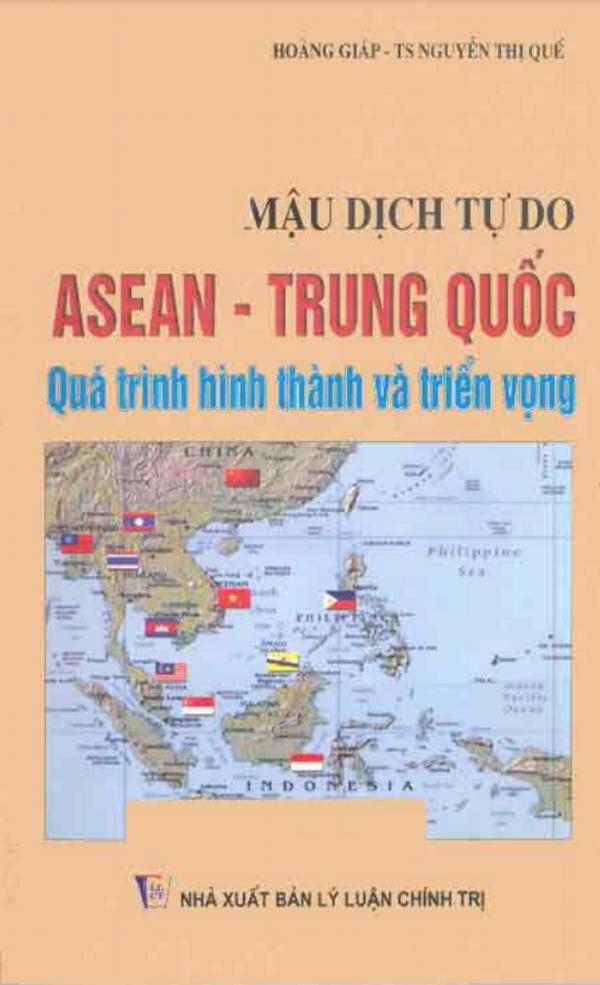 HOÀNG GIÁP - TS NGUYỄN THỊ QUẾ
MẬU DỊCH TỰ DO
ASEAN - TRUNG QUỐC
Quá trình hình thành và triển vọng
CHINA
Philippine
Sea
PHILIPPINE
INDONESIA
NHÀ XUẤT BẢN LÝ LUẬN CHÍNH TRỊ